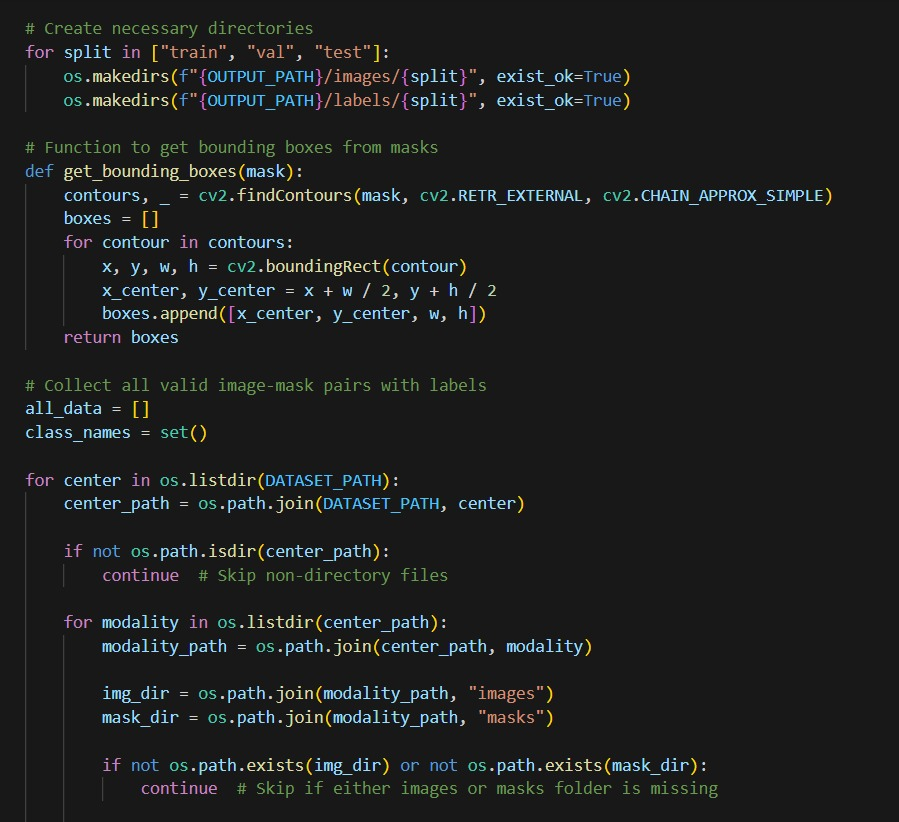 # Create necessary directories
for split in ["train", "val", "test"]:
    os.makedirs(f"{OUTPUT_PATH}/images/{split}", exist_ok=True)
    os.makedirs(f"{OUTPUT_PATH}/labels/{split}", exist_ok=True)

# Function to get bounding boxes from masks
def get_bounding_boxes(mask):
    contours, _ = cv2.findContours(mask, cv2.RETR_EXTERNAL, cv2.CHAIN_APPROX_SIMPLE)
    boxes = []
    for contour in contours:
        x, y, w, h = cv2.boundingRect(contour)
        x_center, y_center = x + w / 2, y + h / 2
        boxes.append([x_center, y_center, w, h])
    return boxes

# Collect all valid image-mask pairs with labels
all_data = []
class_names = set()

for center in os.listdir(DATASET_PATH):
    center_path = os.path.join(DATASET_PATH, center)

    if not os.path.isdir(center_path):
        continue  # Skip non-directory files

    for modality in os.listdir(center_path):
        modality_path = os.path.join(center_path, modality)

        img_dir = os.path.join(modality_path, "images")
        mask_dir = os.path.join(modality_path, "masks")

        if not os.path.exists(img_dir) or not os.path.exists(mask_dir):
            continue  # Skip if either images or masks folder is missing